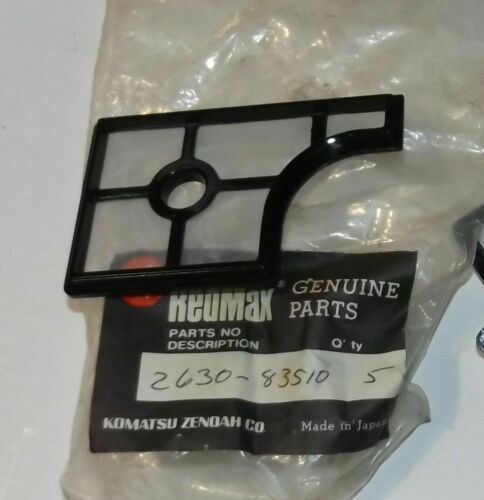 RedMax® GENUINE PARTS
PARTS NO
DESCRIPTION
Q'ty
2630-83510 5
KOMATSU ZENOAH CO.
Made in Japan